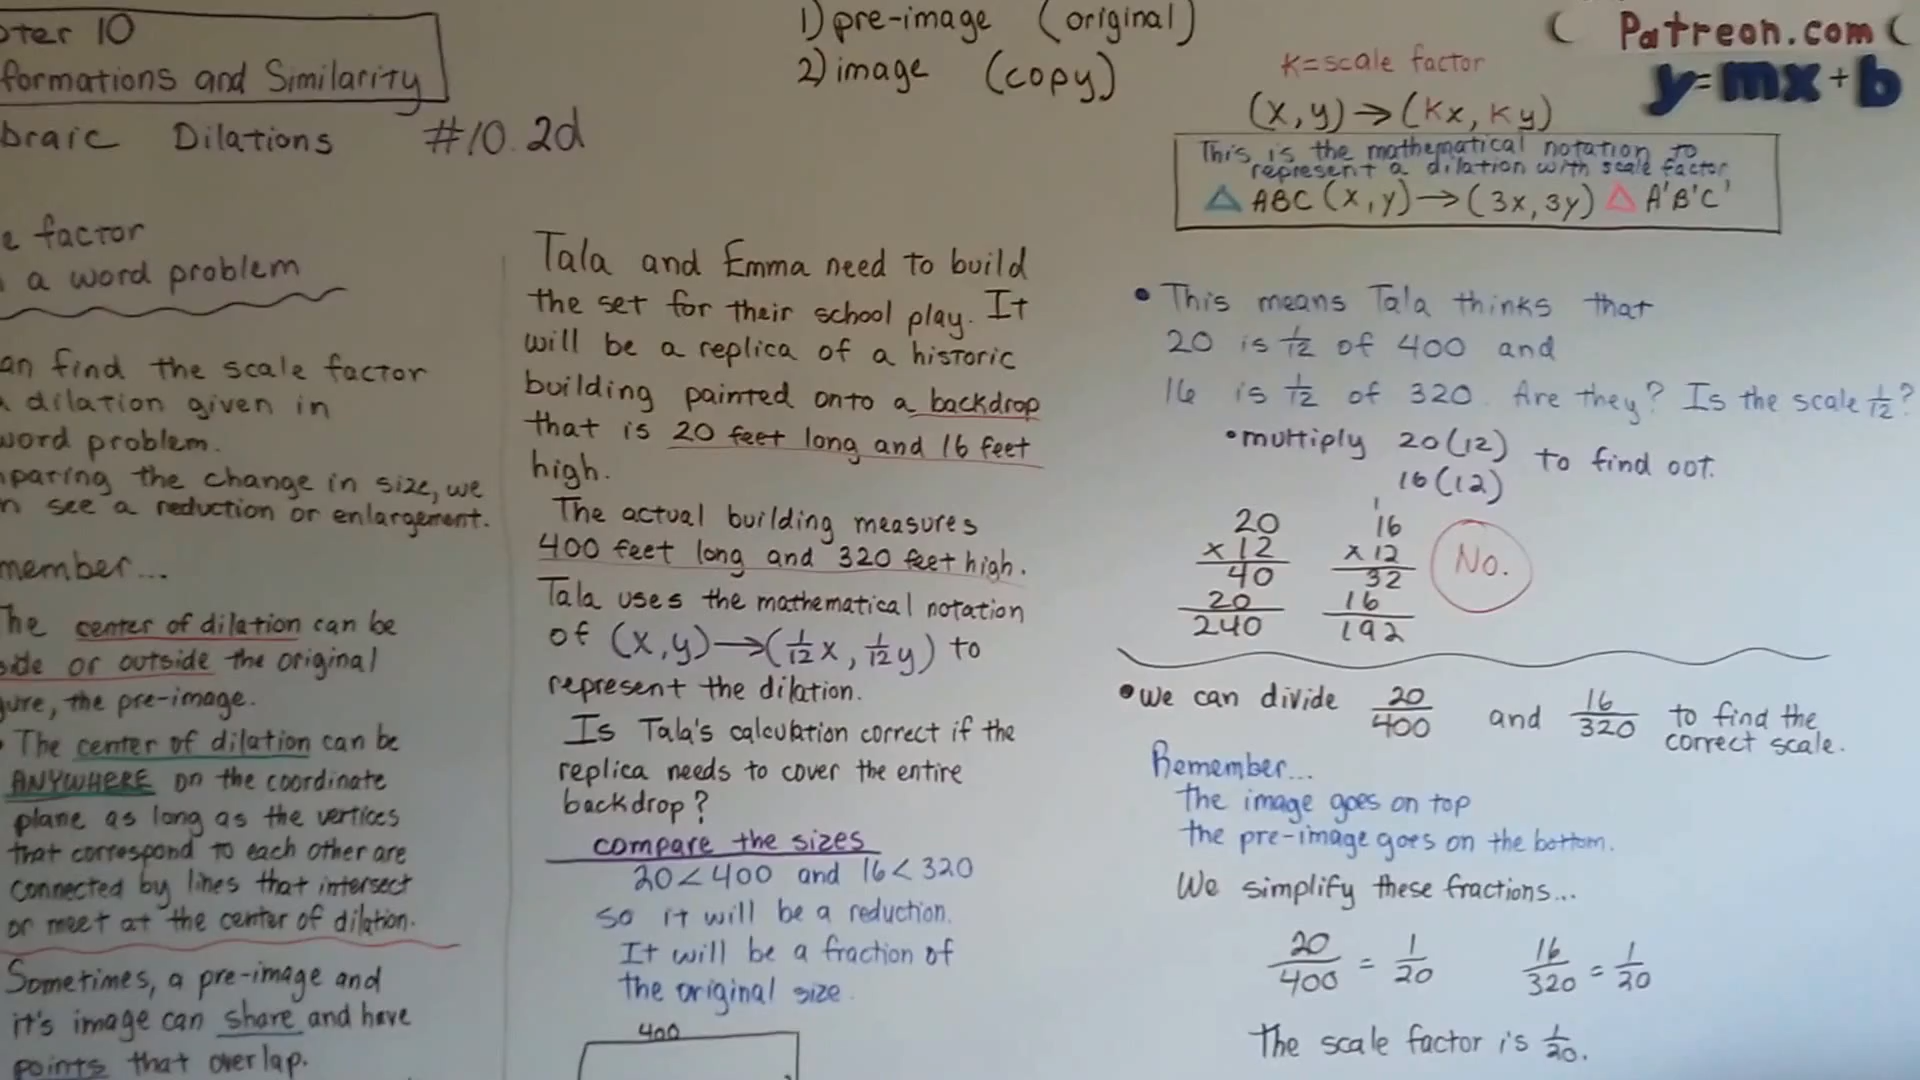 pter 10
formations and Similarity
braic Dilations #10.2d
e factor
a word problem
an find the scale factor
dilation given in
word problem.
paring the change in size, we
n see a reduction or enlargement.
member...
The center of dilation can be
side or outside the original
gure, the pre-image.
The center of dilation can be
ANYWHERE on the coordinate
plane as long as the vertices
that correspond to each other are
connected by lines that intersect
or meet at the center of dilation.
Sometimes, a pre-image and
it's image can share and have
points that overlap.
1) pre-image (original)
2) image (copy)
Tala and Emma need to build
the set for their school play. It
will be a replica of a historic
building painted onto a backdrop
that is 20 feet long and 16 feet
high.
The actual building measures
400 feet long and 320 feet high.
Tala uses the mathematical notation
of (x,y)→(1/12x, 1/12y) to
represent the dilation.
Is Tala's calculation correct if the
replica needs to cover the entire
backdrop?
compare the sizes
20<400 and 16<320
so it will be a reduction.
It will be a fraction of
the original size.
400
( Patreon.com (
y=mx+b
K=scale factor
(x,y)→(Kx, Ky)
This is the mathematical notation to
represent a dilation with scale factor
△ ABC (x,y)→(3x,3y) △ A'B'C'
• This means Tala thinks that
20 is 1/12 of 400 and
16 is 1/12 of 320. Are they? Is the scale 1/12?
• multiply 20(12) to find oot.
16(12)
1
20 16
x12 x12
40 32
20 16
240 192
No.
• We can divide 20/400 and 16/320 to find the
correct scale.
Remember...
the image goes on top
the pre-image goes on the bottom.
We simplify these fractions...
20/400 = 1/20 16/320 = 1/20
The scale factor is 1/20.